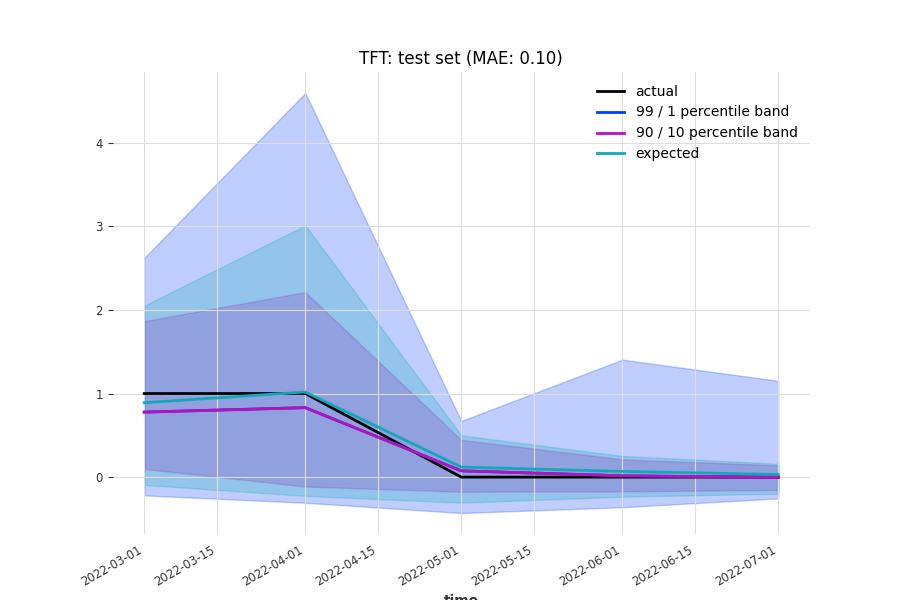 TFT: test set (MAE: 0.10)
actual
99 / 1 percentile band
90 / 10 percentile band
expected
4
3
2
1
0
2022-03-01
2022-03-15
2022-04-01
2022-04-15
2022-05-01
2022-05-15
2022-06-01
2022-06-15
2022-07-01
time